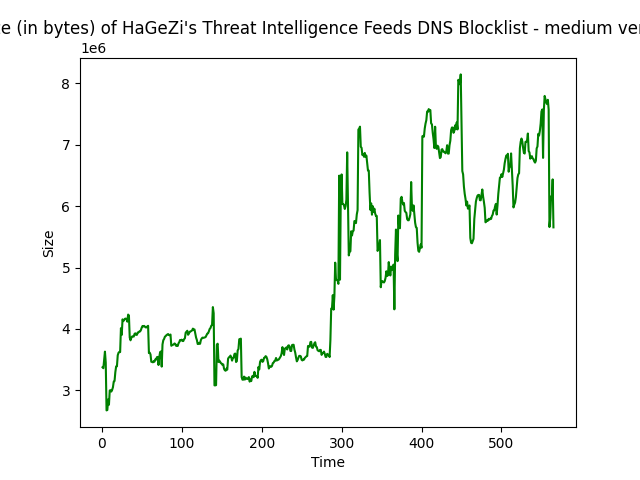 (in bytes) of HaGeZi's Threat Intelligence Feeds DNS Blocklist - medium
1e6
8
7
6
5
4
3
Size
0 100 200 300 400 500
Time